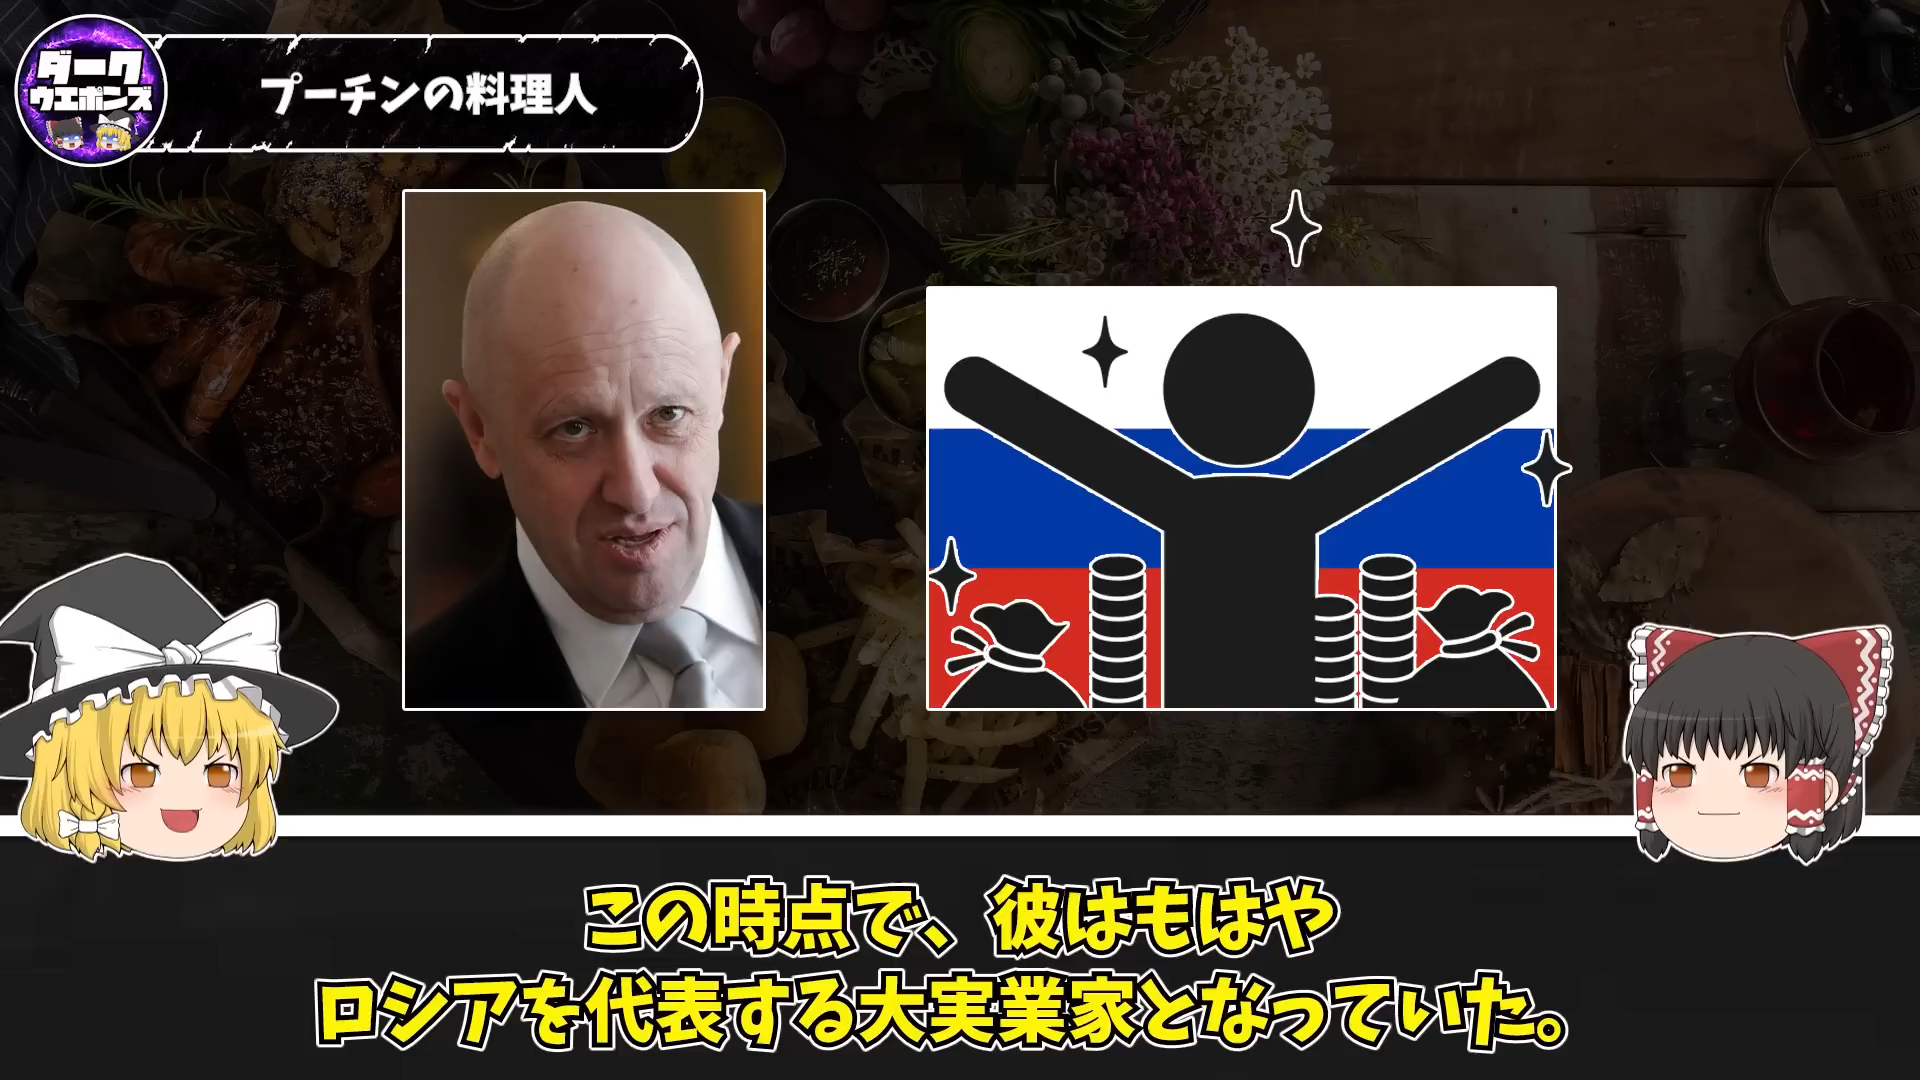 ダーク
ウエポンズ
プーチンの料理人
この時点で、彼はもはや
ロシアを代表する大実業家となっていた。